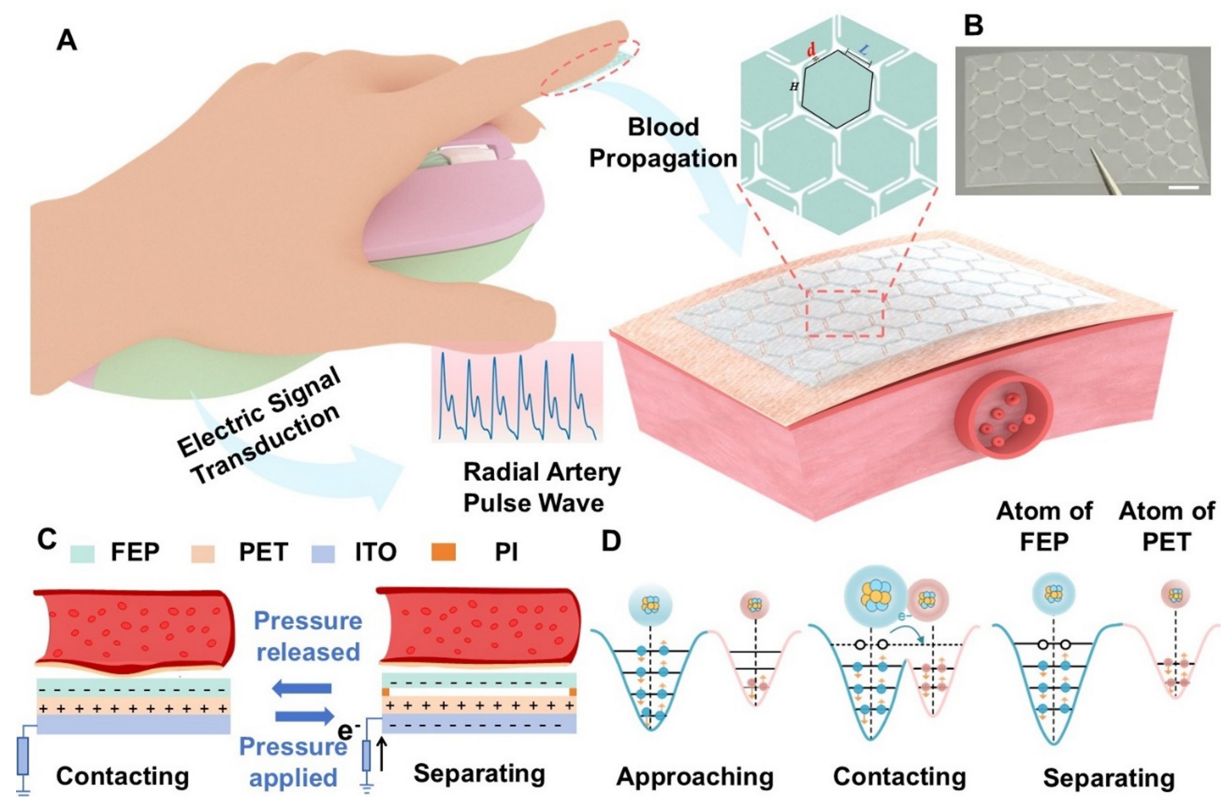 A
B
d
L
H
Blood
Propagation
Electric Signal
Transduction
Radial Artery
Pulse Wave
C
FEP
PET
ITO
PI
D
Atom of
FEP
Atom of
PET
Pressure
released
Pressure
applied
e-
- - - - - - - - - -
+ + + + + + + + + + +
- - - - - - - - - -
+ + + + + + + + + + +
- - - - - - - - - -
e-
Contacting
Separating
Approaching
Contacting
Separating